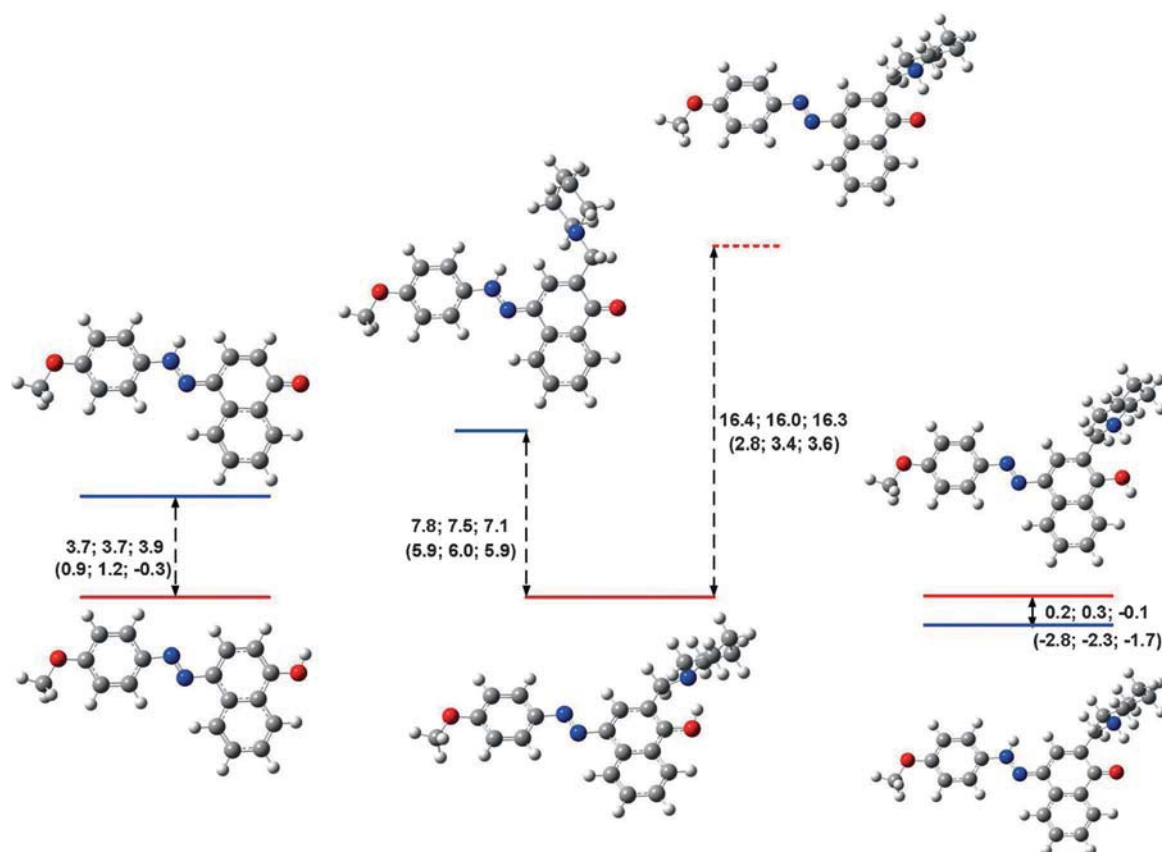 16.4; 16.0; 16.3
(2.8; 3.4; 3.6)
3.7; 3.7; 3.9
(0.9; 1.2; -0.3)
7.8; 7.5; 7.1
(5.9; 6.0; 5.9)
0.2; 0.3; -0.1
(-2.8; -2.3; -1.7)